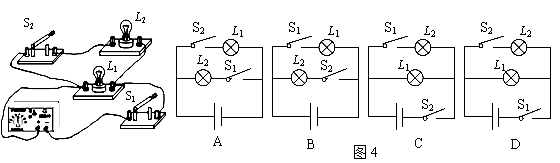 S₂ L₂
L₁
S₁
S₂ L₁
L₂ S₁
A
S₁ L₁
L₂ S₂
B
S₁ L₂
L₁
S₂
C
S₂ L₂
L₁
S₁
D
图 4